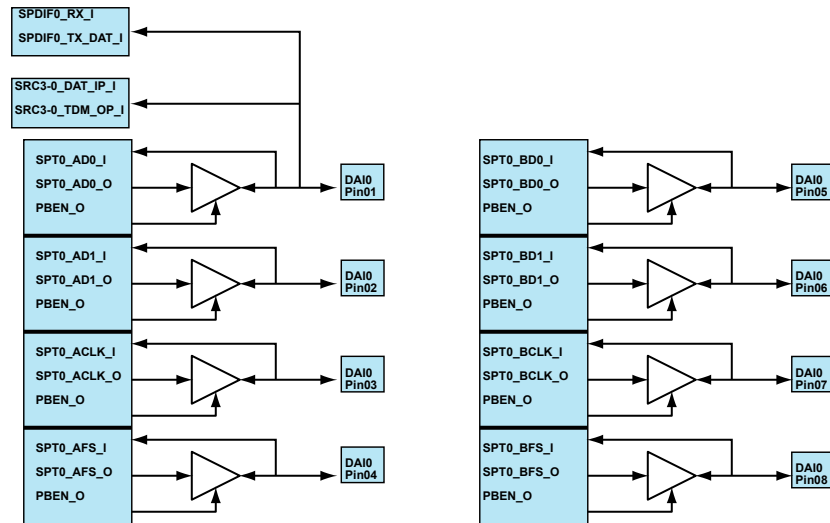 SPDIF0_RX_I
SPDIF0_TX_DAT_I
SRC3-0_DAT_IP_I
SRC3-0_TDM_OP_I
SPT0_AD0_I
SPT0_AD0_O
PBEN_O
DAI0
Pin01
SPT0_AD1_I
SPT0_AD1_O
PBEN_O
DAI0
Pin02
SPT0_ACLK_I
SPT0_ACLK_O
PBEN_O
DAI0
Pin03
SPT0_AFS_I
SPT0_AFS_O
PBEN_O
DAI0
Pin04
SPT0_BD0_I
SPT0_BD0_O
PBEN_O
DAI0
Pin05
SPT0_BD1_I
SPT0_BD1_O
PBEN_O
DAI0
Pin06
SPT0_BCLK_I
SPT0_BCLK_O
PBEN_O
DAI0
Pin07
SPT0_BFS_I
SPT0_BFS_O
PBEN_O
DAI0
Pin08